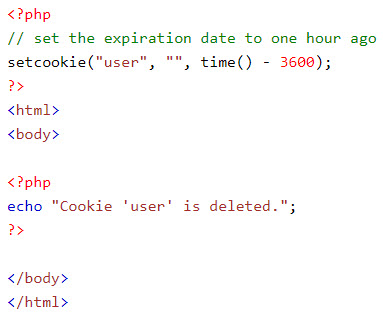 <?php
// set the expiration date to one hour ago
setcookie("user", "", time() - 3600);
?>
<html>
<body>
<?php
echo "Cookie 'user' is deleted.";
?>
</body>
</html>